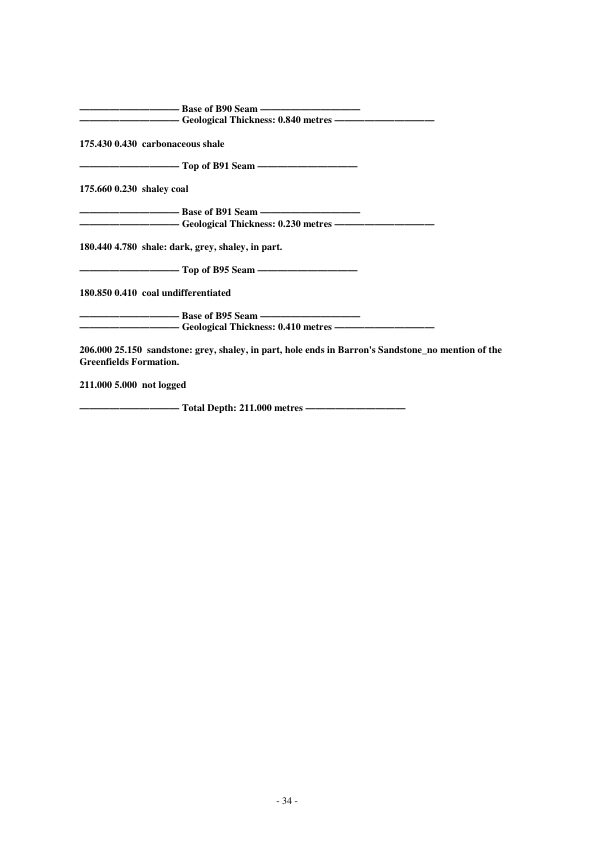 ———————————— Base of B90 Seam ————————————
———————————— Geological Thickness: 0.840 metres ————————————
175.430 0.430 carbonaceous shale
———————————— Top of B91 Seam ————————————
175.660 0.230 shaley coal
———————————— Base of B91 Seam ————————————
———————————— Geological Thickness: 0.230 metres ————————————
180.440 4.780 shale: dark, grey, shaley, in part.
———————————— Top of B95 Seam ————————————
180.850 0.410 coal undifferentiated
———————————— Base of B95 Seam ————————————
———————————— Geological Thickness: 0.410 metres ————————————
206.000 25.150 sandstone: grey, shaley, in part, hole ends in Barron's Sandstone_no mention of the
Greenfields Formation.
211.000 5.000 not logged
———————————— Total Depth: 211.000 metres ————————————
- 34 -